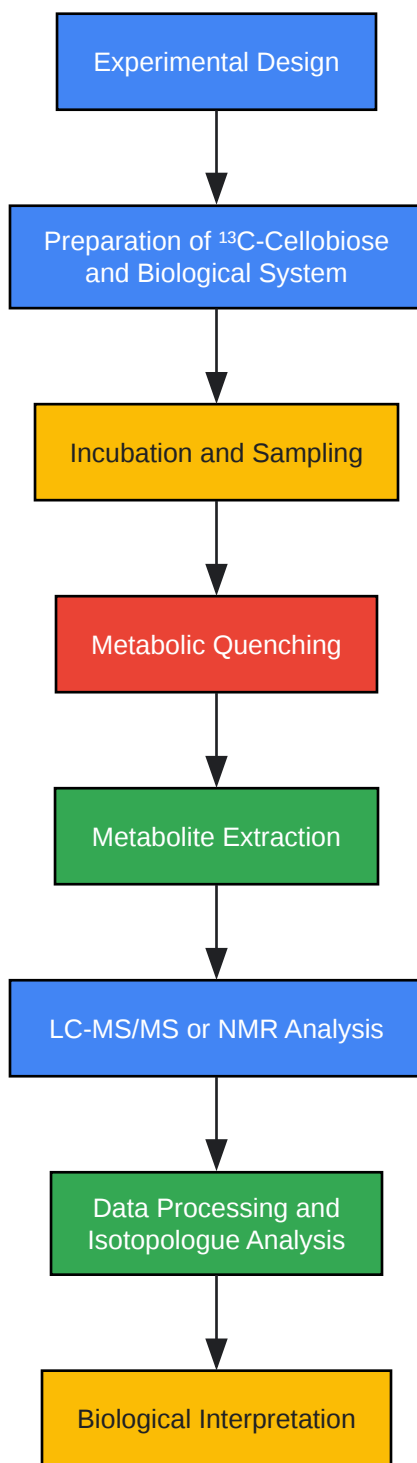 Experimental Design
Preparation of ¹³C-Cellobiose
and Biological System
Incubation and Sampling
Metabolic Quenching
Metabolite Extraction
LC-MS/MS or NMR Analysis
Data Processing and
Isotopologue Analysis
Biological Interpretation